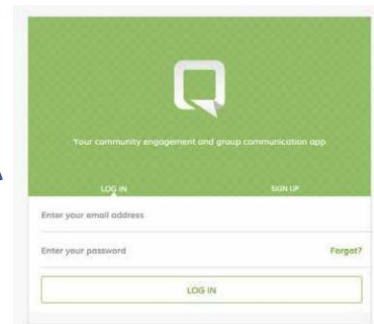 Your community engagement and group communication app
LOG IN SIGN UP
Enter your email address
Enter your password Forgot?
LOG IN